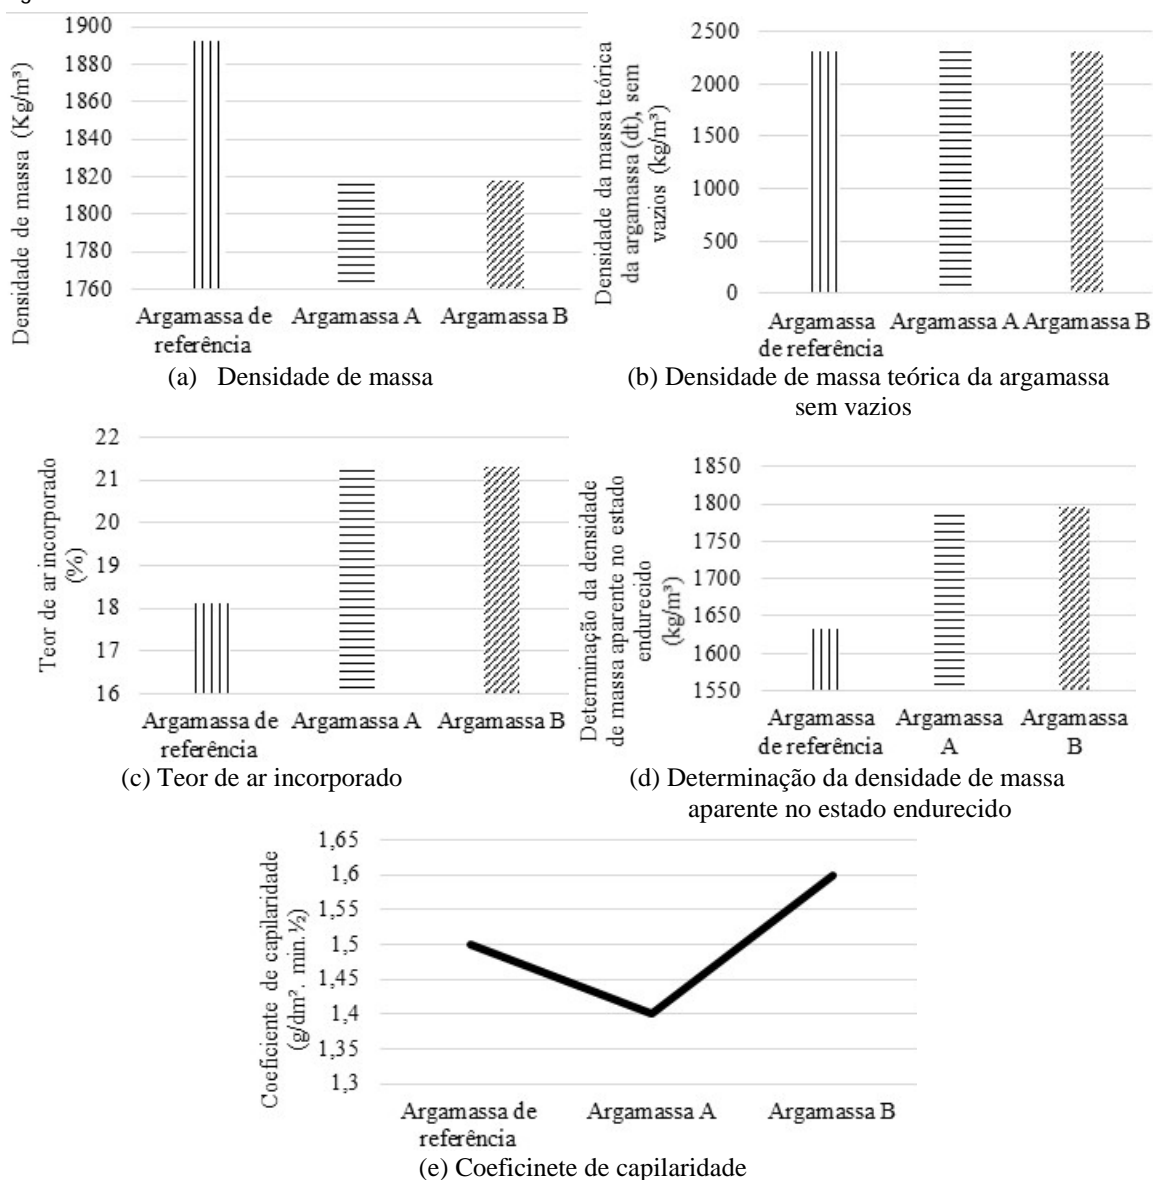 Densidade de massa (Kg/m³)
1900
1880
1860
1840
1820
1800
1780
1760
Argamassa de
referência
Argamassa A
Argamassa B
(a) Densidade de massa
Densidade da massa teórica
da argamassa (dt), sem
vazios (kg/m³)
2500
2000
1500
1000
500
0
Argamassa
de referência
Argamassa A
Argamassa B
(b) Densidade de massa teórica da argamassa
sem vazios
Teor de ar incorporado
(%)
22
21
20
19
18
17
16
Argamassa de
referência
Argamassa A
Argamassa B
(c) Teor de ar incorporado
Determinação da densidade
de massa aparente no estado
endurecido
(kg/m³)
1850
1800
1750
1700
1650
1600
1550
Argamassa
de referência
Argamassa
A
Argamassa
B
(d) Determinação da densidade de massa
aparente no estado endurecido
Coeficiente de capilaridade
(g/dm². min.½)
1,65
1,6
1,55
1,5
1,45
1,4
1,35
1,3
Argamassa de
referência
Argamassa A
Argamassa B
(e) Coeficinete de capilaridade